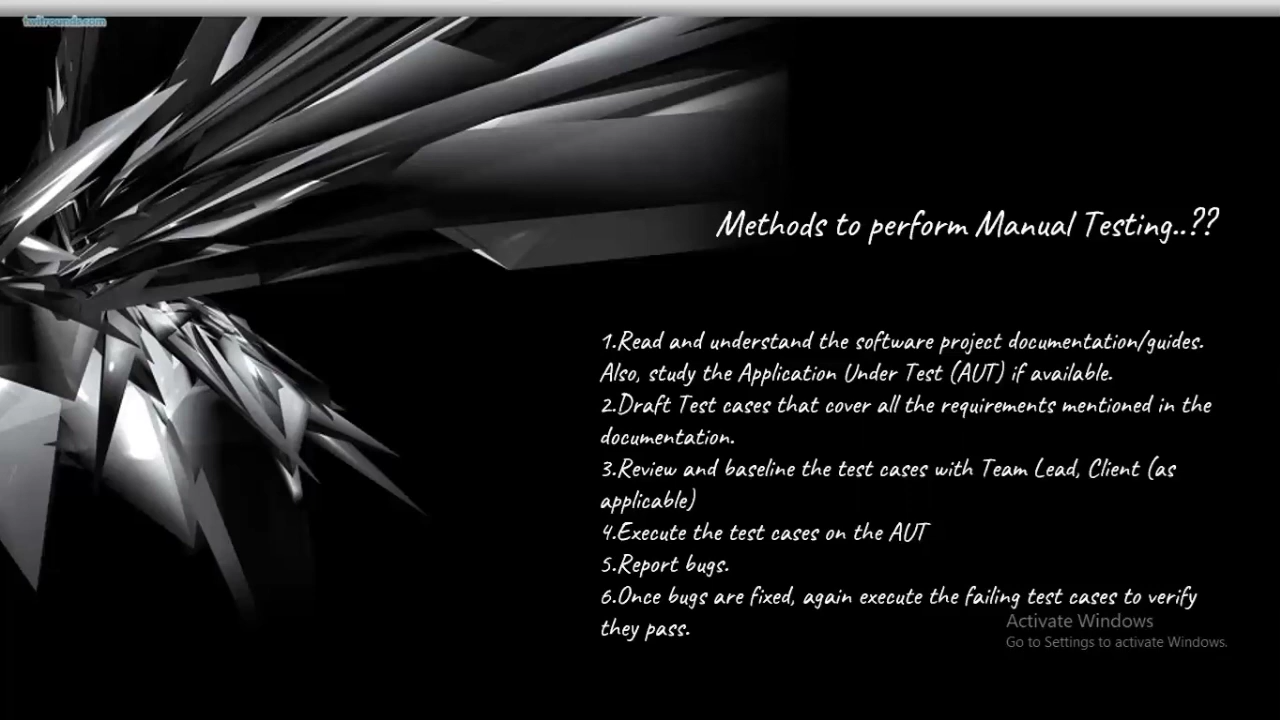 twitrounds.com
Methods to perform Manual Testing..??
1.Read and understand the software project documentation/guides.
Also, study the Application Under Test (AUT) if available.
2.Draft Test cases that cover all the requirements mentioned in the
documentation.
3.Review and baseline the test cases with Team Lead, Client (as
applicable)
4.Execute the test cases on the AUT
5.Report bugs.
6.Once bugs are fixed, again execute the failing test cases to verify
they pass.
Activate Windows
Go to Settings to activate Windows.